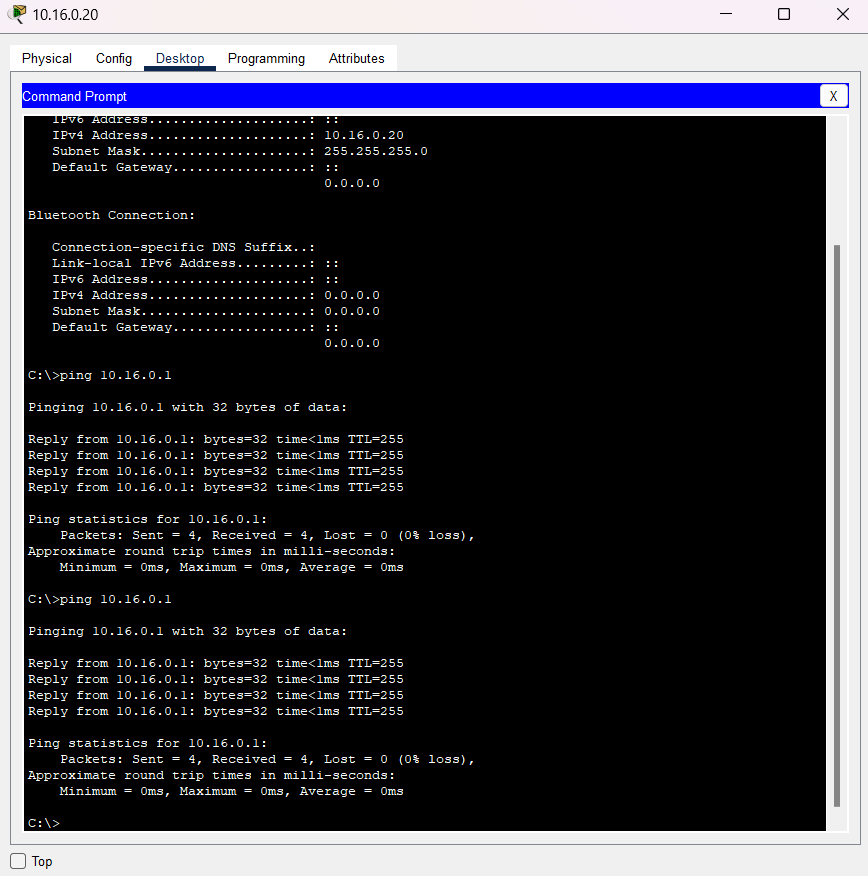 10.16.0.20
Physical Config Desktop Programming Attributes
Command Prompt X
IPv6 Address....................: ::
IPv4 Address....................: 10.16.0.20
Subnet Mask.....................: 255.255.255.0
Default Gateway.................: ::
0.0.0.0
Bluetooth Connection:
Connection-specific DNS Suffix..:
Link-local IPv6 Address.........: ::
IPv6 Address....................: ::
IPv4 Address....................: 0.0.0.0
Subnet Mask.....................: 0.0.0.0
Default Gateway.................: ::
0.0.0.0
C:\>ping 10.16.0.1
Pinging 10.16.0.1 with 32 bytes of data:
Reply from 10.16.0.1: bytes=32 time<1ms TTL=255
Reply from 10.16.0.1: bytes=32 time<1ms TTL=255
Reply from 10.16.0.1: bytes=32 time<1ms TTL=255
Reply from 10.16.0.1: bytes=32 time<1ms TTL=255
Ping statistics for 10.16.0.1:
Packets: Sent = 4, Received = 4, Lost = 0 (0% loss),
Approximate round trip times in milli-seconds:
Minimum = 0ms, Maximum = 0ms, Average = 0ms
C:\>ping 10.16.0.1
Pinging 10.16.0.1 with 32 bytes of data:
Reply from 10.16.0.1: bytes=32 time<1ms TTL=255
Reply from 10.16.0.1: bytes=32 time<1ms TTL=255
Reply from 10.16.0.1: bytes=32 time<1ms TTL=255
Reply from 10.16.0.1: bytes=32 time<1ms TTL=255
Ping statistics for 10.16.0.1:
Packets: Sent = 4, Received = 4, Lost = 0 (0% loss),
Approximate round trip times in milli-seconds:
Minimum = 0ms, Maximum = 0ms, Average = 0ms
C:\>
Top